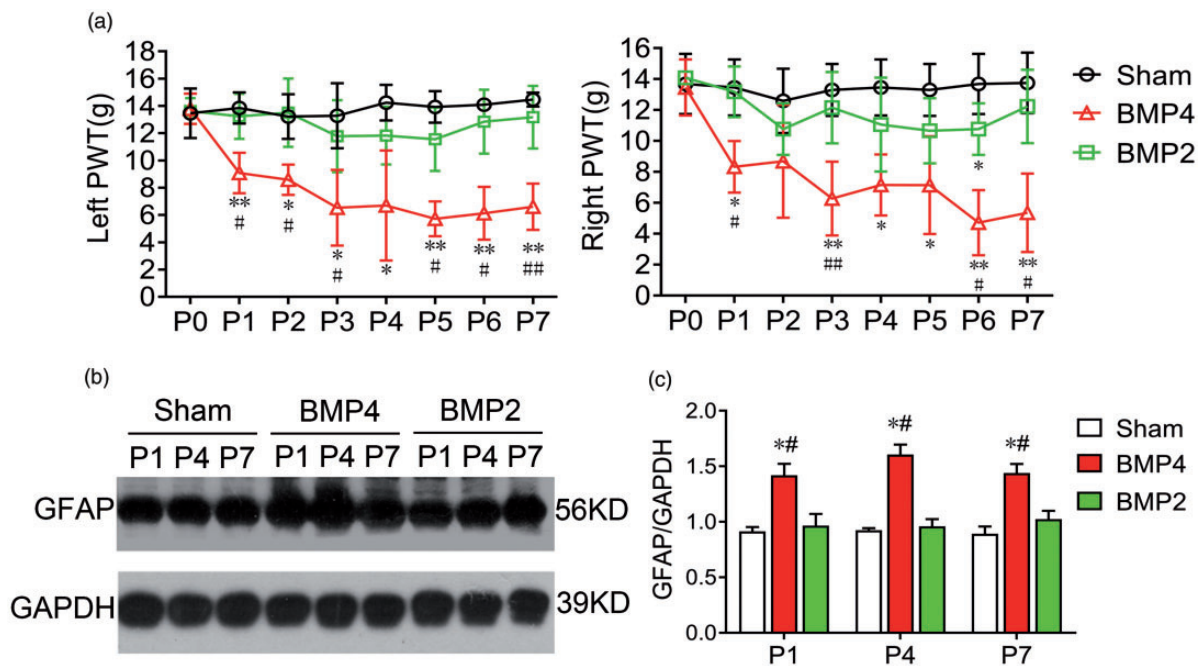 (a)
Left PWT(g)
18
16
14
12
10
8
6
4
2
0
P0 P1 P2 P3 P4 P5 P6 P7
** * * * ** ** **
# # # # # ##
Right PWT(g)
16
14
12
10
8
6
4
2
0
P0 P1 P2 P3 P4 P5 P6 P7
*
* ** * * ** **
# ## # #
Sham
BMP4
BMP2
(b)
Sham BMP4 BMP2
P1 P4 P7 P1 P4 P7 P1 P4 P7
GFAP 56KD
GAPDH 39KD
(c)
GFAP/GAPDH
2.0
1.5
1.0
0.5
0.0
*# *# *#
P1 P4 P7
Sham
BMP4
BMP2